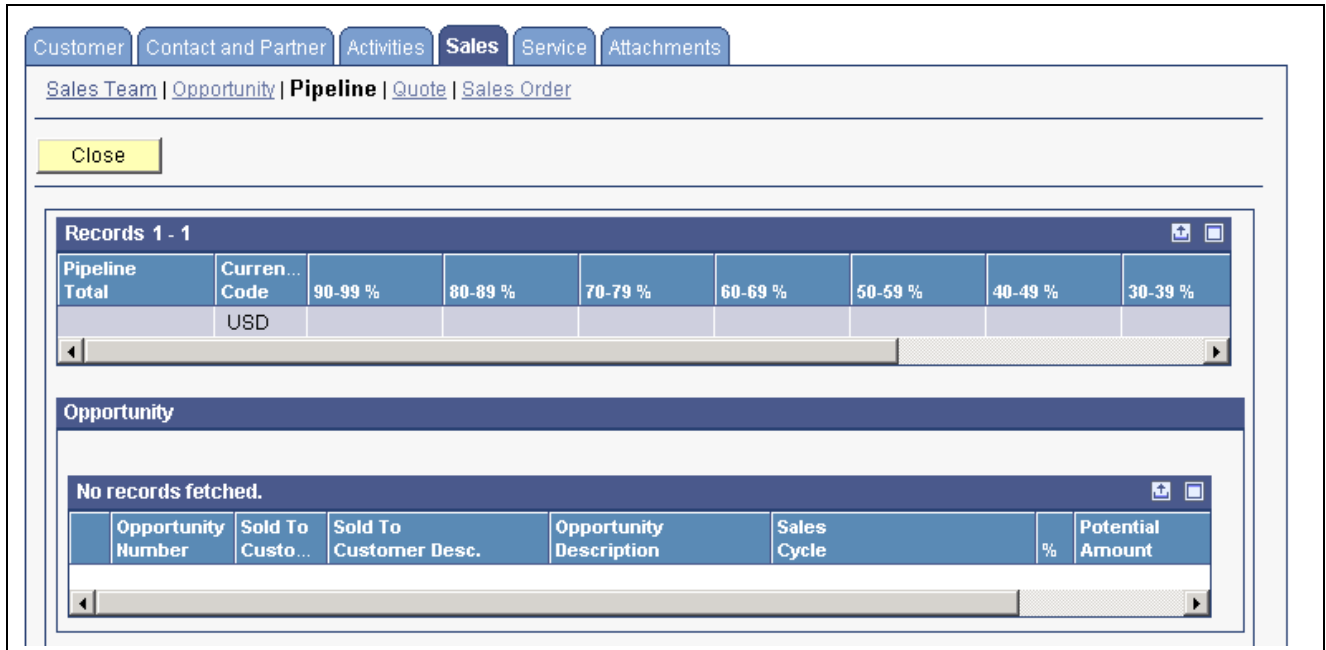 Customer Contact and Partner Activities Sales Service Attachments
Sales Team | Opportunity | Pipeline | Quote | Sales Order
Close
Records 1 - 1
Pipeline Curren...
Total Code 90-99 % 80-89 % 70-79 % 60-69 % 50-59 % 40-49 % 30-39 %
USD
Opportunity
No records fetched.
Opportunity Sold To Sold To Opportunity Sales Potential
Number Custo... Customer Desc. Description Cycle % Amount